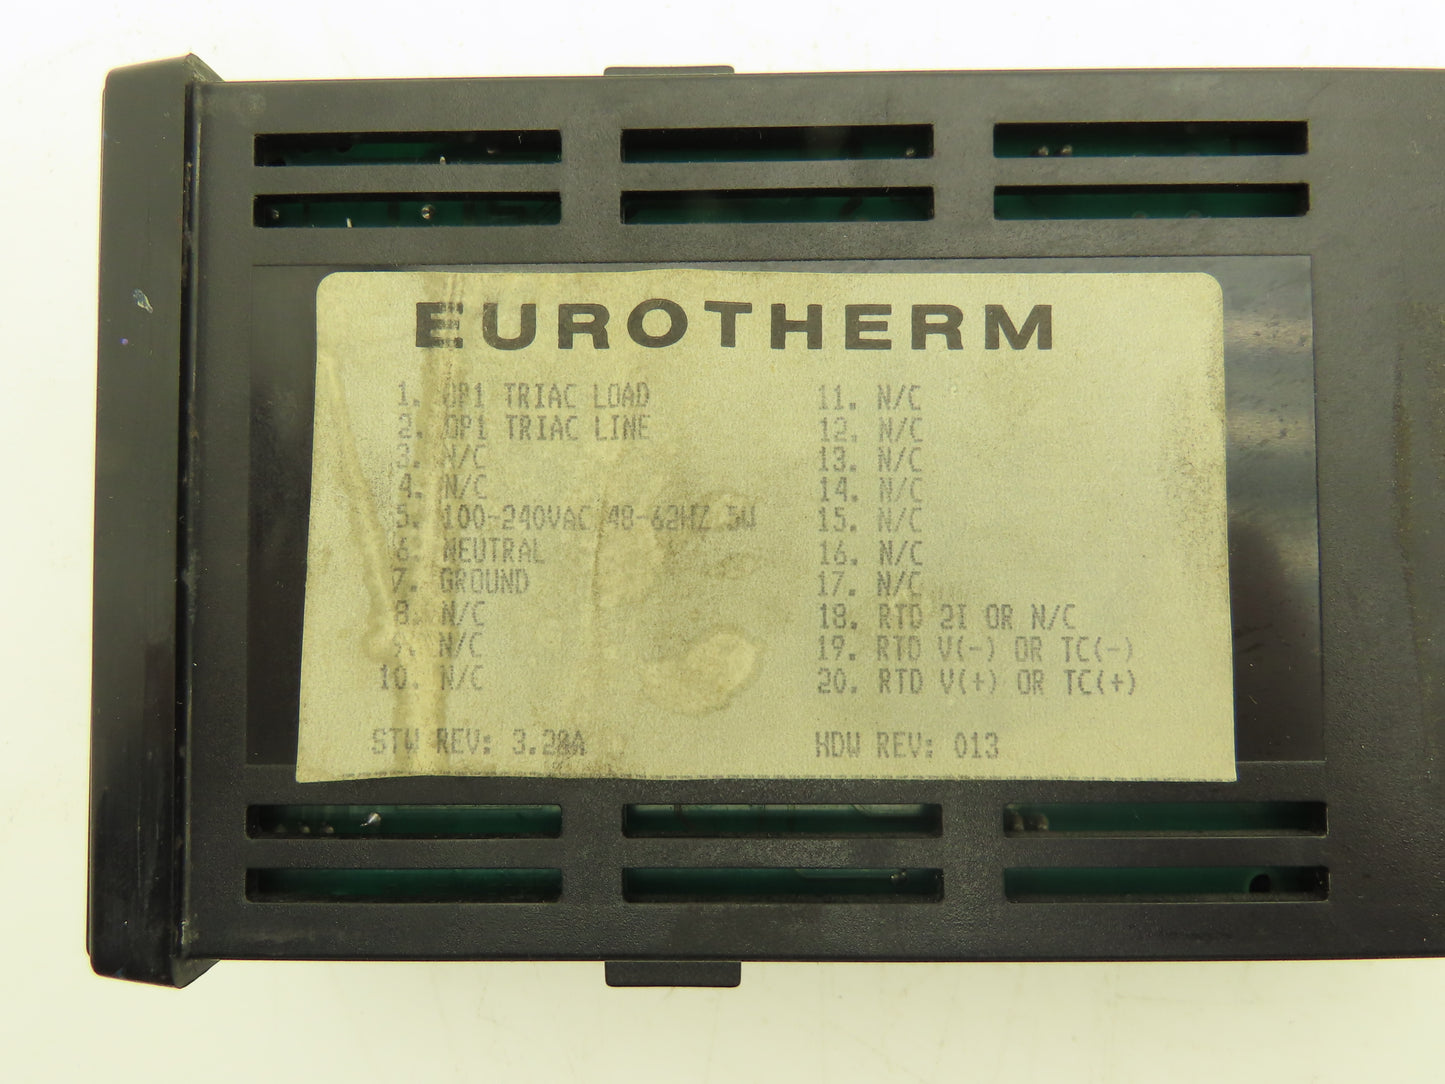 EUROTHERM
1. OP1 TRIAC LOAD
2. OP1 TRIAC LINE
3. N/C
4. N/C
5. 100-240VAC 48-62HZ 5W
6. NEUTRAL
7. GROUND
8. N/C
9. N/C
10. N/C
11. N/C
12. N/C
13. N/C
14. N/C
15. N/C
16. N/C
17. N/C
18. RTD 2I OR N/C
19. RTD V(-) OR TC(-)
20. RTD V(+) OR TC(+)
STW REV: 3.28A
HDW REV: 013